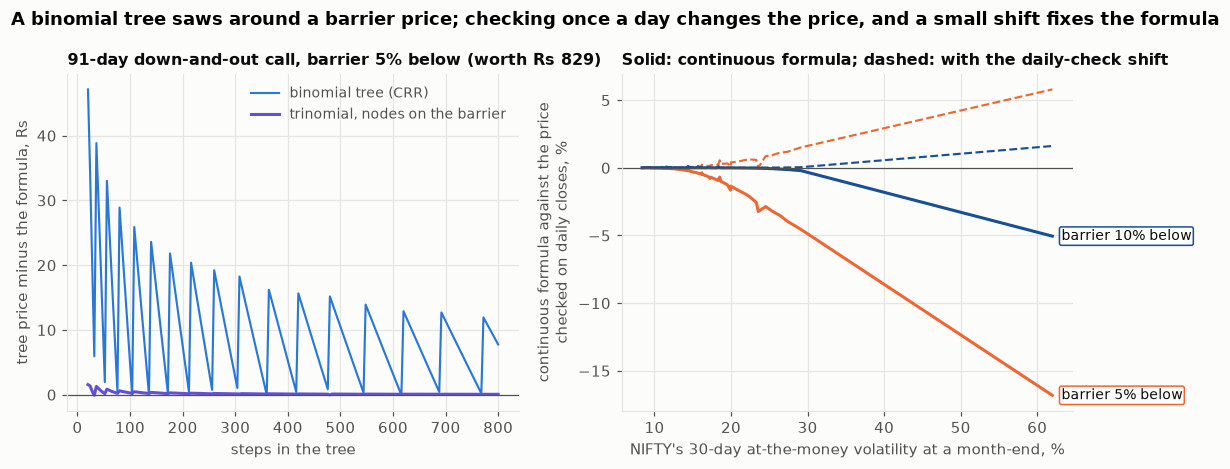 A binomial tree saws around a barrier price; checking once a day changes the price, and a small shift fixes the formula
91-day down-and-out call, barrier 5% below (worth Rs 829)
tree price minus the formula, Rs
40
30
20
10
0
binomial tree (CRR)
trinomial, nodes on the barrier
0 100 200 300 400 500 600 700 800
steps in the tree
Solid: continuous formula; dashed: with the daily-check shift
continuous formula against the price
checked on daily closes, %
5
0
−5
−10
−15
barrier 10% below
barrier 5% below
10 20 30 40 50 60
NIFTY's 30-day at-the-money volatility at a month-end, %